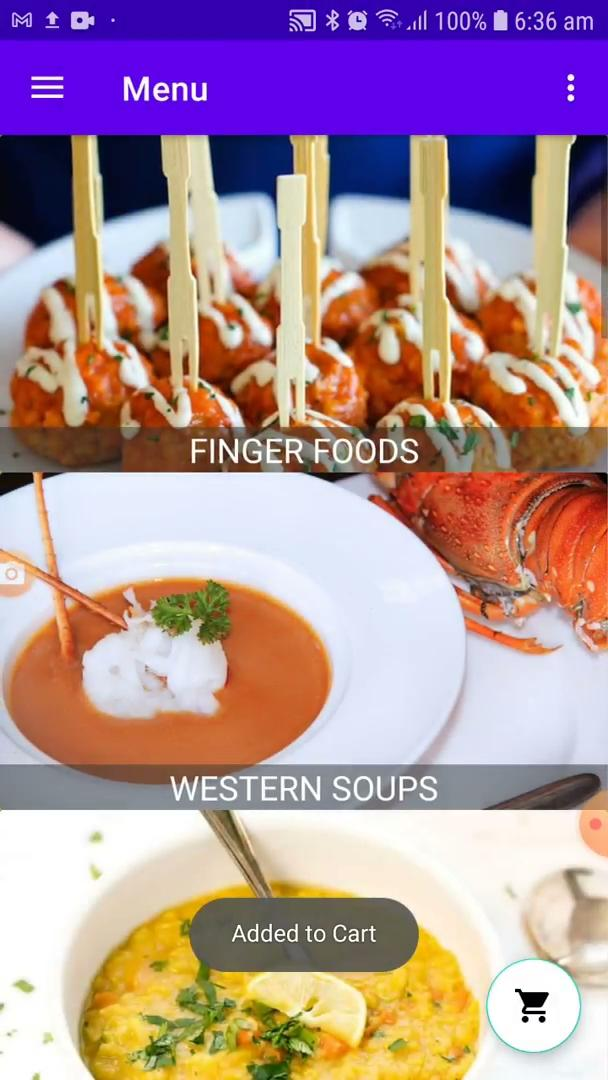 100% 6:36 am
Menu
FINGER FOODS
WESTERN SOUPS
Added to Cart